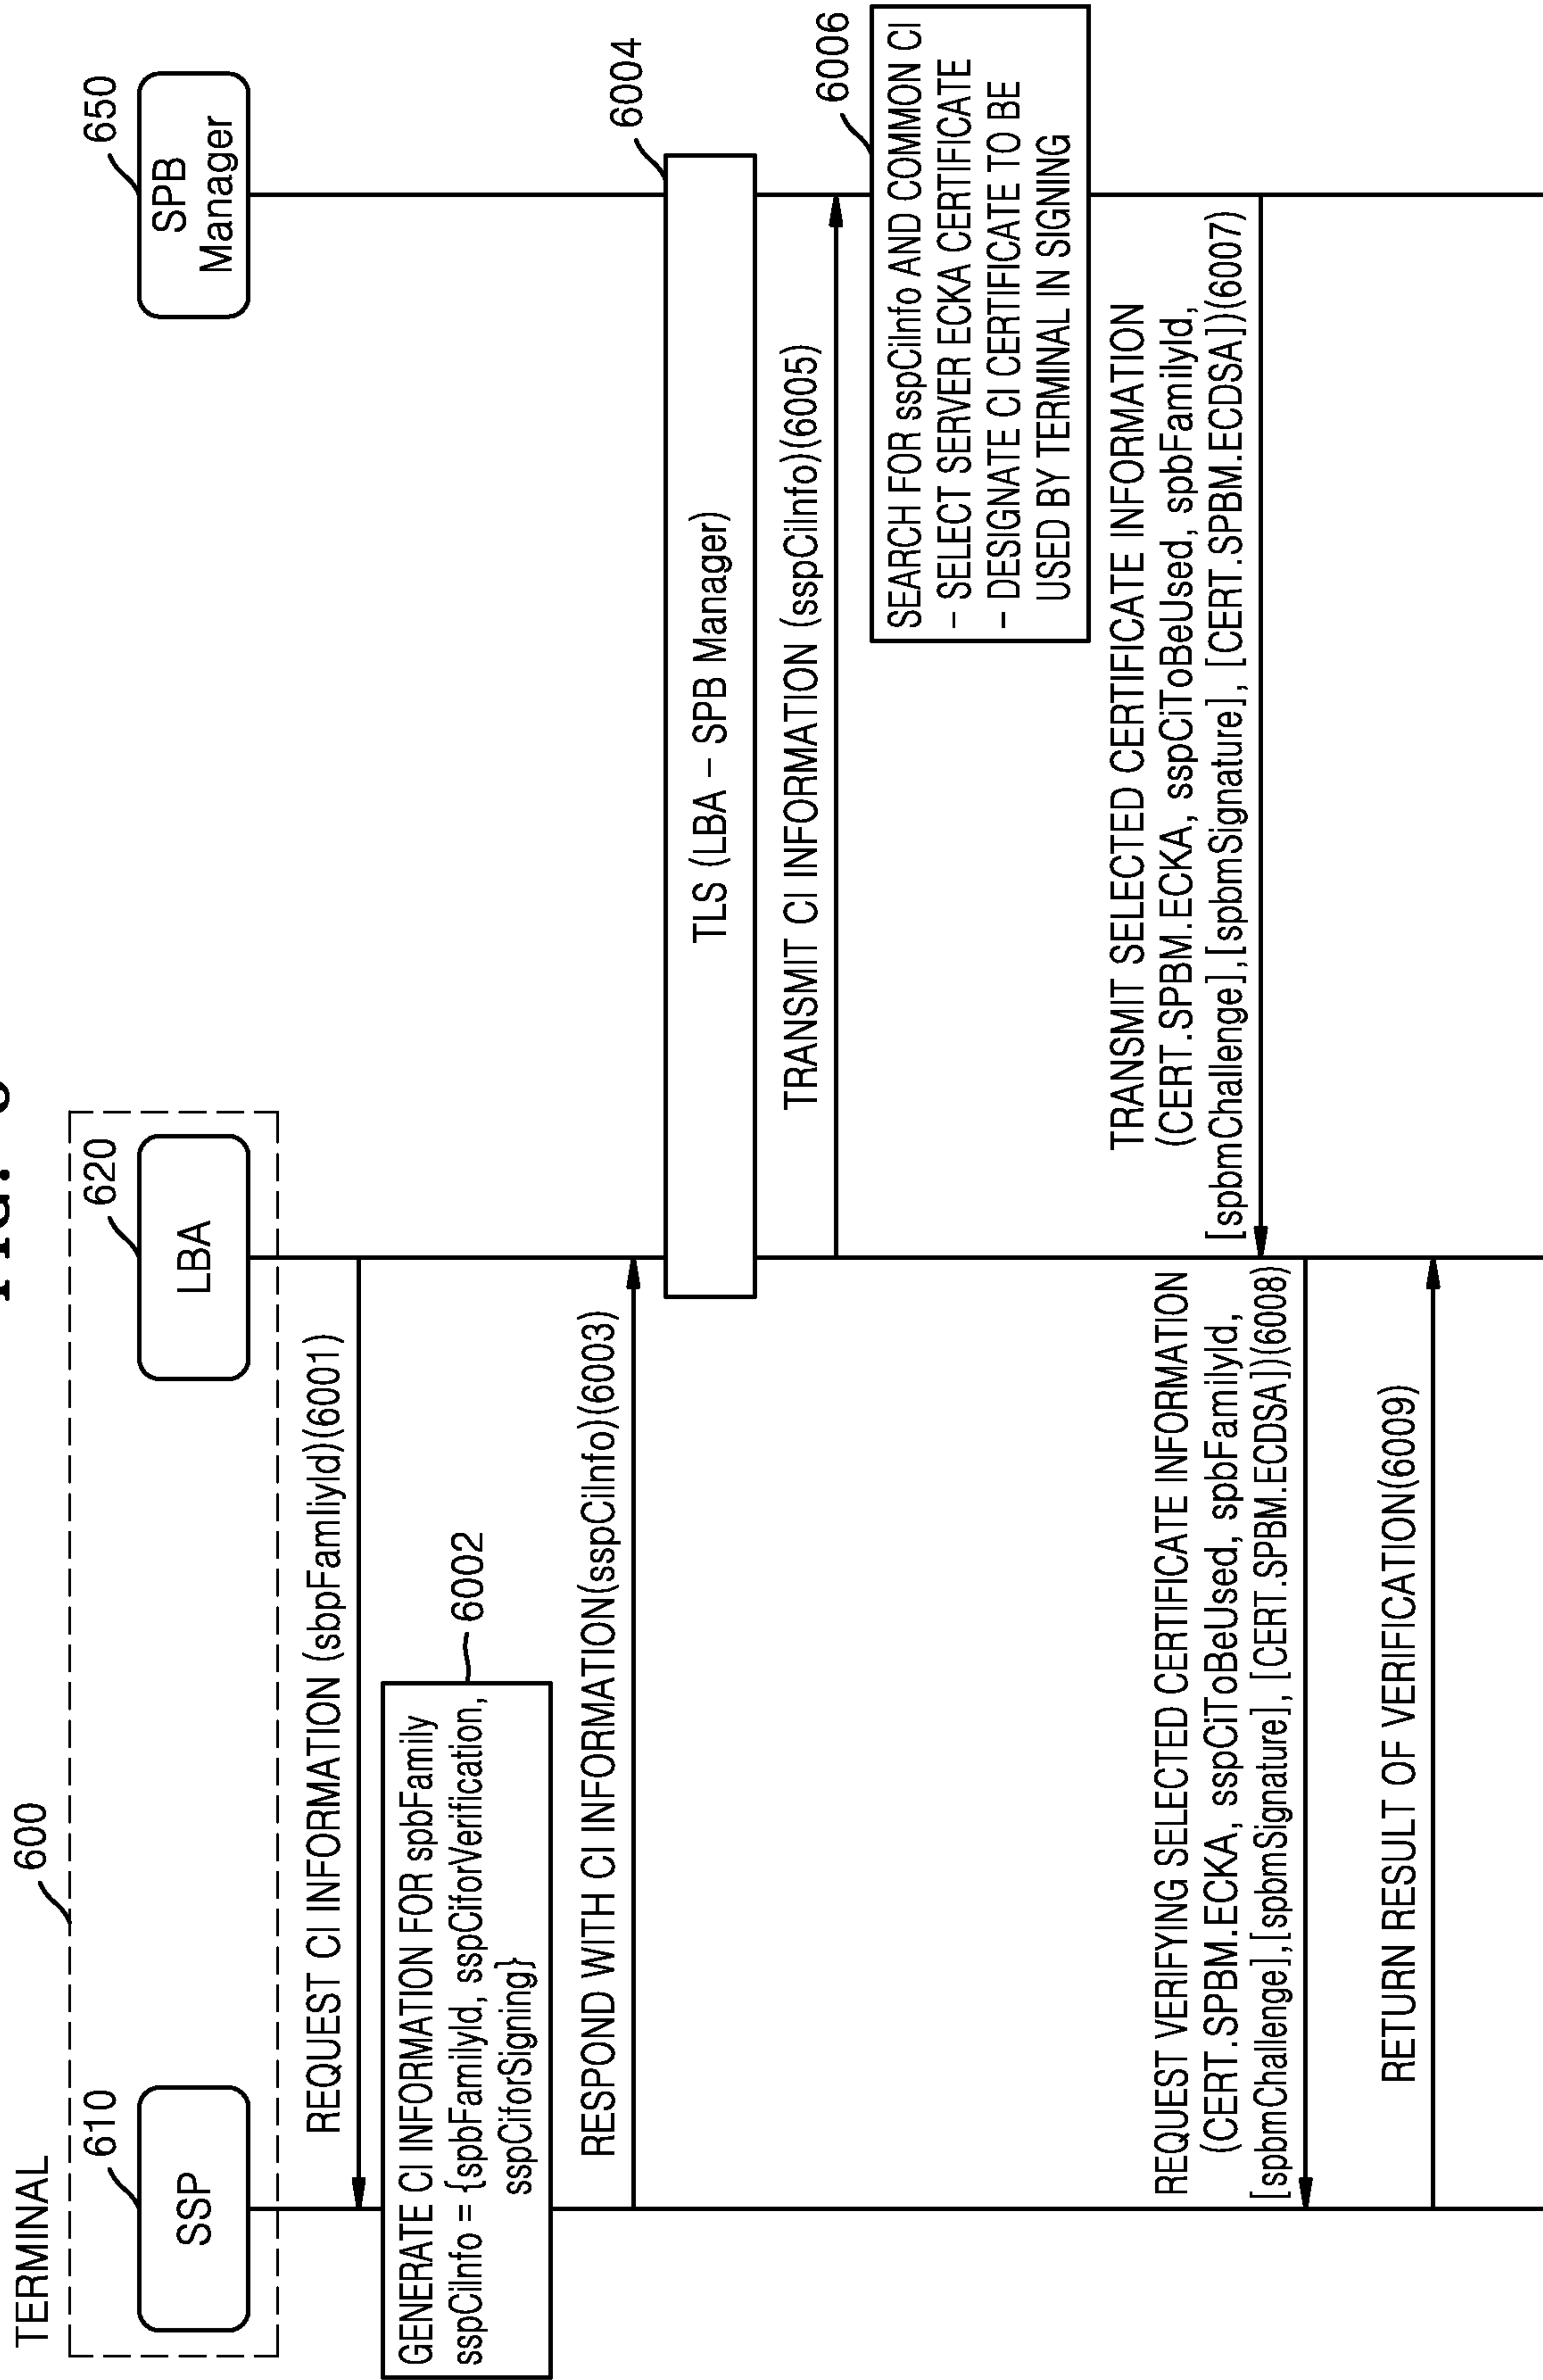 FIG. 6
TERMINAL
600
610
SSP
620
LBA
650
SPB
Manager
REQUEST CI INFORMATION (sbpFamliyId)(6001)
GENERATE CI INFORMATION FOR spbFamily
sspCiInfo = {spbFamilyId, sspCiforVerification,
sspCiforSigning}
6002
RESPOND WITH CI INFORMATION(sspCiInfo)(6003)
TLS (LBA – SPB Manager)
6004
TRANSMIT CI INFORMATION (sspCiInfo)(6005)
SEARCH FOR sspCiInfo AND COMMON CI
– SELECT SERVER ECKA CERTIFICATE
– DESIGNATE CI CERTIFICATE TO BE
USED BY TERMINAL IN SIGNING
6006
TRANSMIT SELECTED CERTIFICATE INFORMATION
(CERT.SPBM.ECKA, sspCiToBeUsed, spbFamilyId,
[spbmChallenge],[spbmSignature], [CERT.SPBM.ECDSA])(6007)
REQUEST VERIFYING SELECTED CERTIFICATE INFORMATION
(CERT.SPBM.ECKA, sspCiToBeUsed, spbFamilyId,
[spbmChallenge],[spbmSignature], [CERT.SPBM.ECDSA])(6008)
RETURN RESULT OF VERIFICATION(6009)